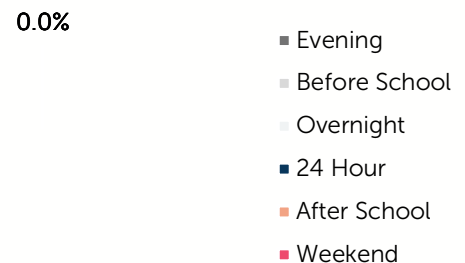 0.0%
Evening
Before School
Overnight
24 Hour
After School
Weekend